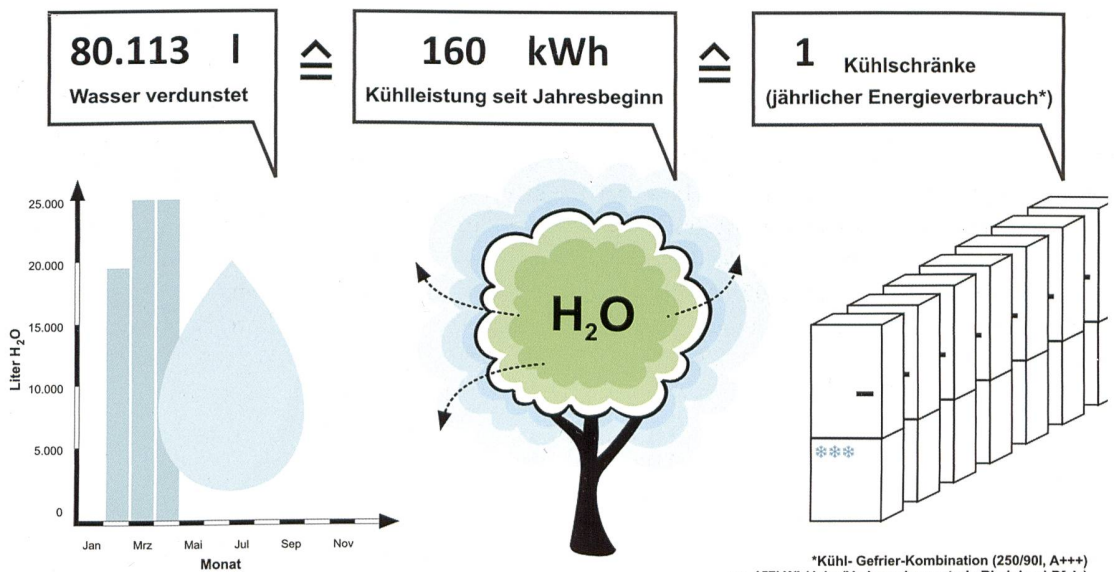 80.113 l
Wasser verdunstet
≙
160 kWh
Kühlleistung seit Jahresbeginn
≙
1 Kühlschränke
(jährlicher Energieverbrauch*)
25.000
20.000
15.000
10.000
5.000
0
Liter H₂O
Jan Mrz Mai Jul Sep Nov
Monat
H₂O
*Kühl- Gefrier-Kombination (250/90l, A+++)